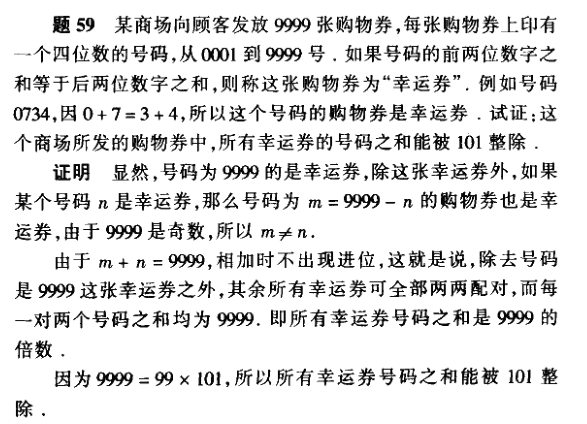 题 59 某商场向顾客发放 9999 张购物券,每张购物券上印有
一个四位数的号码,从 0001 到 9999 号 . 如果号码的前两位数字之
和等于后两位数字之和,则称这张购物券为“幸运券”. 例如号码
0734,因 0 + 7 = 3 + 4,所以这个号码的购物券是幸运券 . 试证:这
个商场所发的购物券中,所有幸运券的号码之和能被 101 整除 .
证明 显然,号码为 9999 的是幸运券,除这张幸运券外,如果
某个号码 n 是幸运券,那么号码为 m = 9999 - n 的购物券也是幸
运券,由于 9999 是奇数,所以 m ≠ n .
由于 m + n = 9999,相加时不出现进位,这就是说,除去号码
是 9999 这张幸运券之外,其余所有幸运券可全部两两配对,而每
一对两个号码之和均为 9999. 即所有幸运券号码之和是 9999 的
倍数 .
因为 9999 = 99 × 101,所以所有幸运券号码之和能被 101 整
除 .